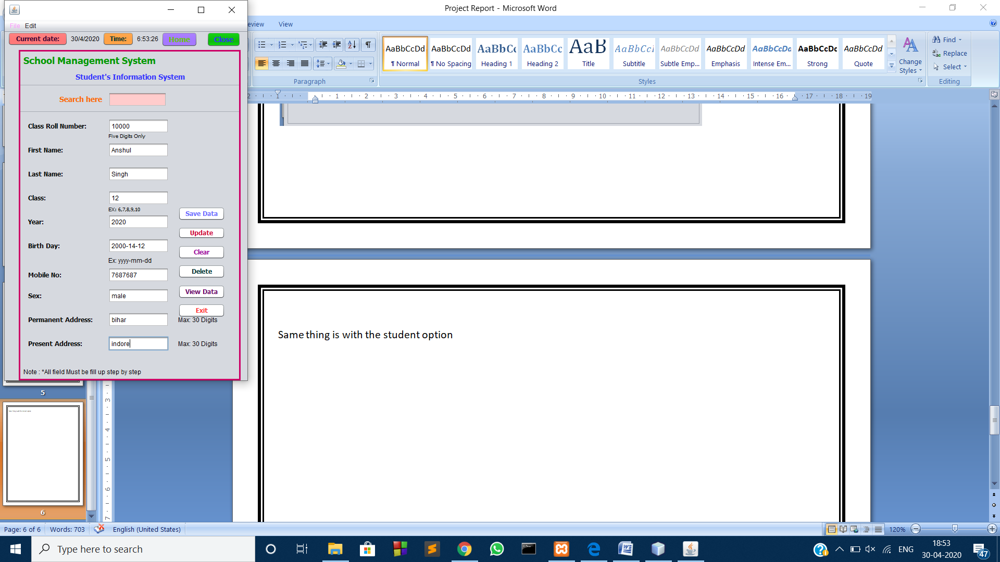 Project Report - Microsoft Word
File Edit
eview View
Current date: 30/4/2020 Time: 6:53:26 Home Close
School Management System
Student's Information System
Search here
Class Roll Number: 10000
Five Digits Only
First Name: Anshul
Last Name: Singh
Class: 12
EX: 6,7,8,9,10
Year: 2020
Birth Day: 2000-14-12
Ex: yyyy-mm-dd
Mobile No: 7687687
Sex: male
Permanent Address: bihar Max: 30 Digits
Present Address: indore Max: 30 Digits
Note : *All field Must be fill up step by step
Save Data
Update
Clear
Delete
View Data
Exit
AaBbCcDd AaBbCcDd AaBbCc AaBbCc AaB AaBbCcI AaBbCcDd AaBbCcDd AaBbCcDd AaBbCcDc AaBbCcDd
¶ Normal ¶ No Spacing Heading 1 Heading 2 Title Subtitle Subtle Emp... Emphasis Intense Em... Strong Quote
Change
Styles
Find
Replace
Select
Paragraph Styles Editing
2 1 1 2 3 4 5 6 7 8 9 10 11 12 13 14 15 16 17 18 19
Same thing is with the student option
5
6
3
4
5
6
7
Page: 6 of 6 Words: 703 English (United States) 120%
Type here to search
ENG
18:53
30-04-2020
47